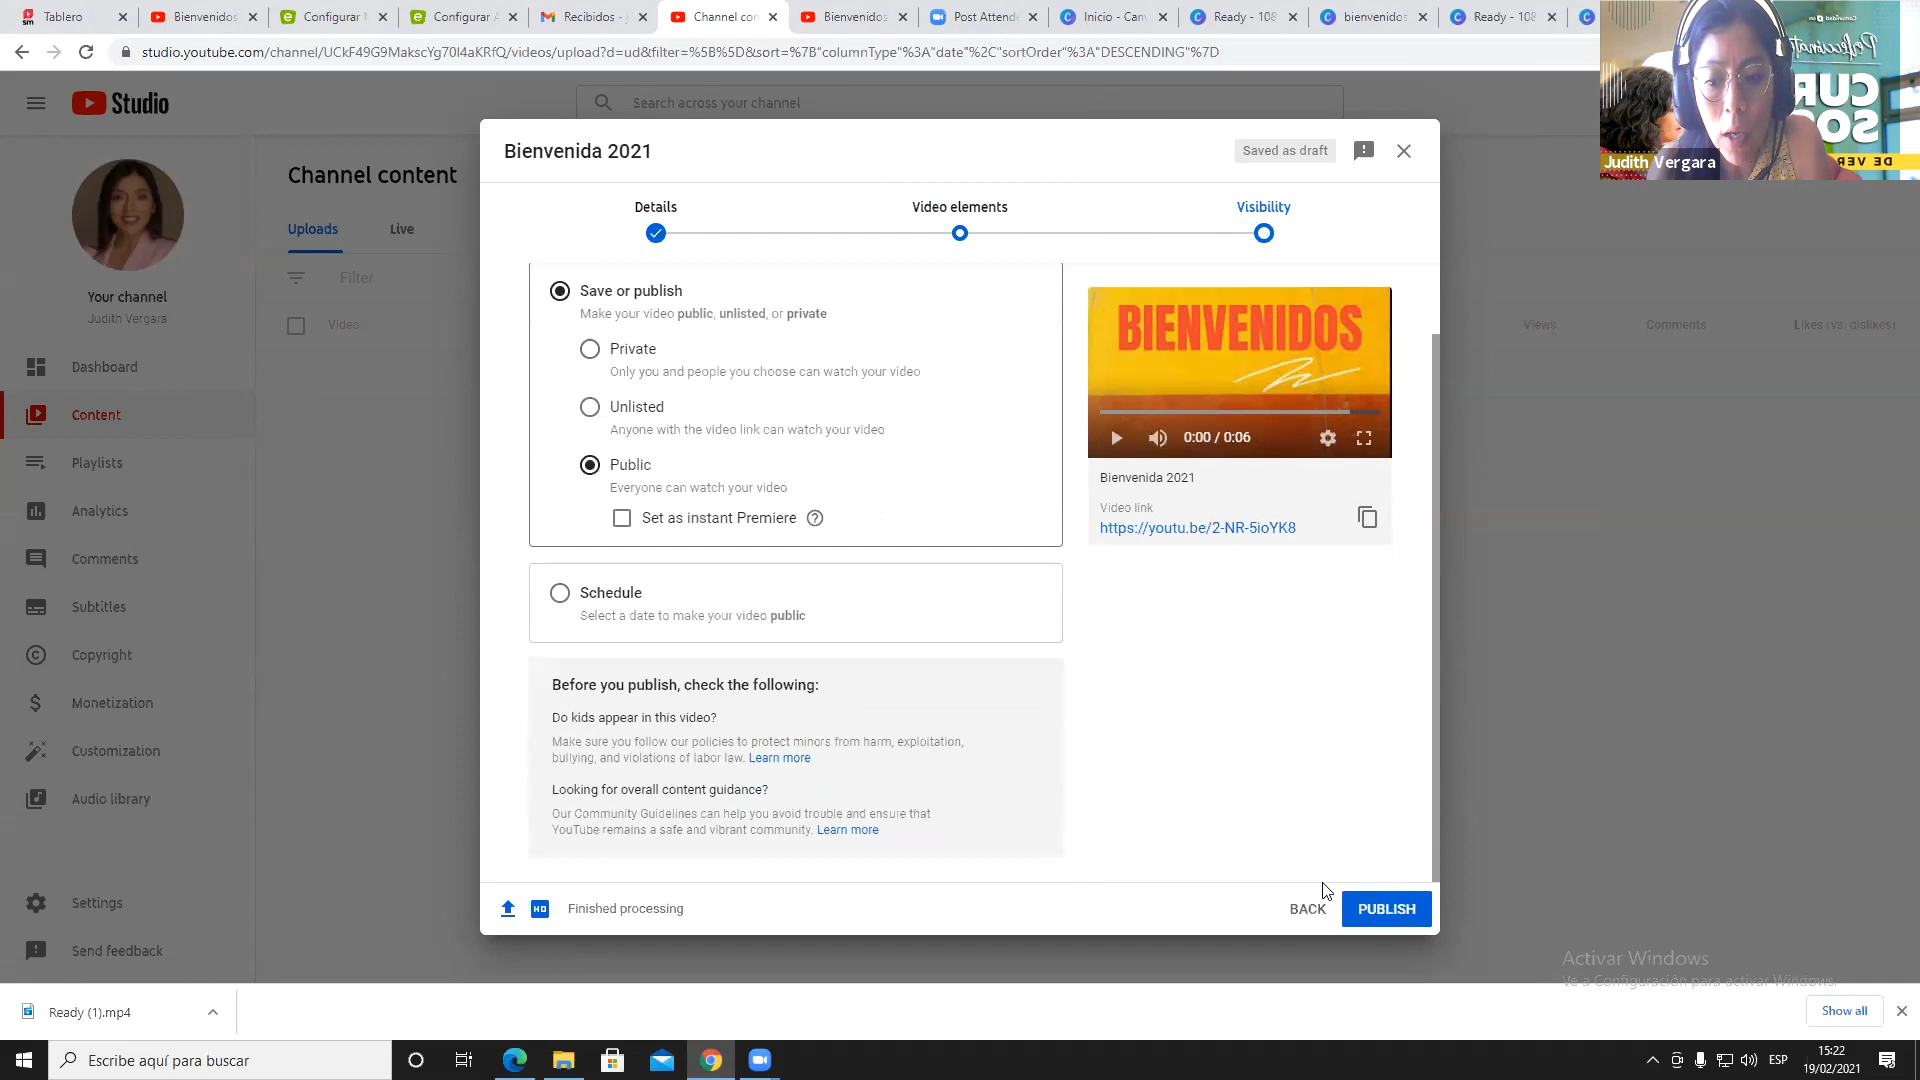 Tablero
Bienvenidos
Configurar
Configurar
Recibidos -
Channel con
Bienvenidos
Post Attend
Inicio - Can
Ready - 108
bienvenidos
Ready - 108
studio.youtube.com/channel/UCkF49G9MakscYg70I4aKRfQ/videos/upload?d=ud&filter=%5B%5D&sort=%7B"columnType"%3A"date"%2C"sortOrder"%3A"DESCENDING"%7D
Studio
Search across your channel
Judith Vergara
Bienvenida 2021
Saved as draft
Channel content
Details
Video elements
Visibility
Uploads
Live
Filter
Your channel
Judith Vergara
Video
Views
Comments
Likes (vs. dislikes)
Dashboard
Content
Playlists
Analytics
Comments
Subtitles
Copyright
Monetization
Customization
Audio library
Settings
Send feedback
Save or publish
Make your video public, unlisted, or private
Private
Only you and people you choose can watch your video
Unlisted
Anyone with the video link can watch your video
Public
Everyone can watch your video
Set as instant Premiere
Schedule
Select a date to make your video public
Before you publish, check the following:
Do kids appear in this video?
Make sure you follow our policies to protect minors from harm, exploitation,
bullying, and violations of labor law. Learn more
Looking for overall content guidance?
Our Community Guidelines can help you avoid trouble and ensure that
YouTube remains a safe and vibrant community. Learn more
BIENVENIDOS
0:00 / 0:06
Bienvenida 2021
Video link
https://youtu.be/2-NR-5ioYK8
HD
Finished processing
BACK
PUBLISH
Activar Windows
Ve a Configuración para activar Windows.
Ready (1).mp4
Show all
Escribe aquí para buscar
ESP
15:22
19/02/2021